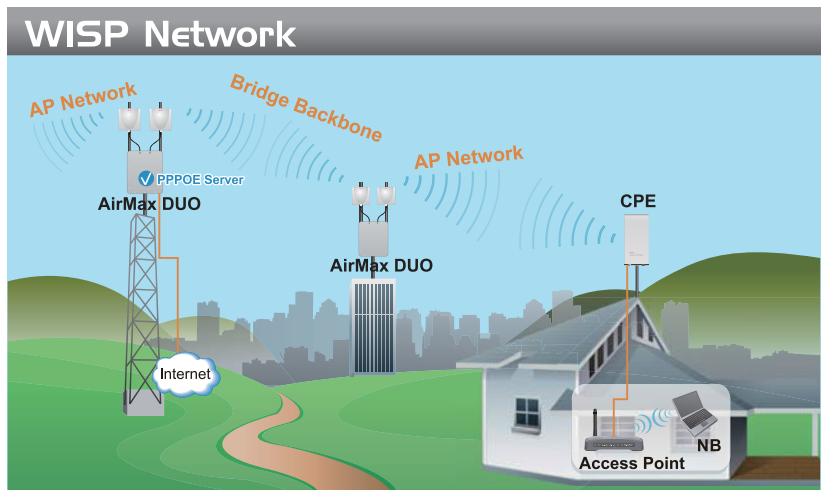 WISP Network
AP Network
Bridge Backbone
PPPOE Server
AirMax DUO
AP Network
AirMax DUO
CPE
Internet
Access Point
NB